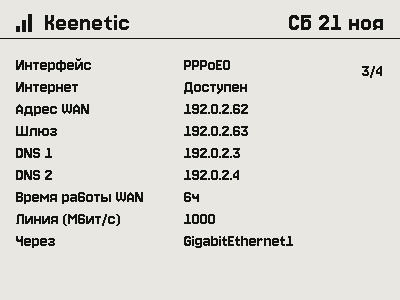 Keenetic Сб 21 ноя
3/4
Интерфейс PPPoE0
Интернет Доступен
Адрес WAN 192.0.2.62
Шлюз 192.0.2.63
DNS 1 192.0.2.3
DNS 2 192.0.2.4
Время работы WAN 6ч
Линия (Мбит/с) 1000
Через GigabitEthernet1